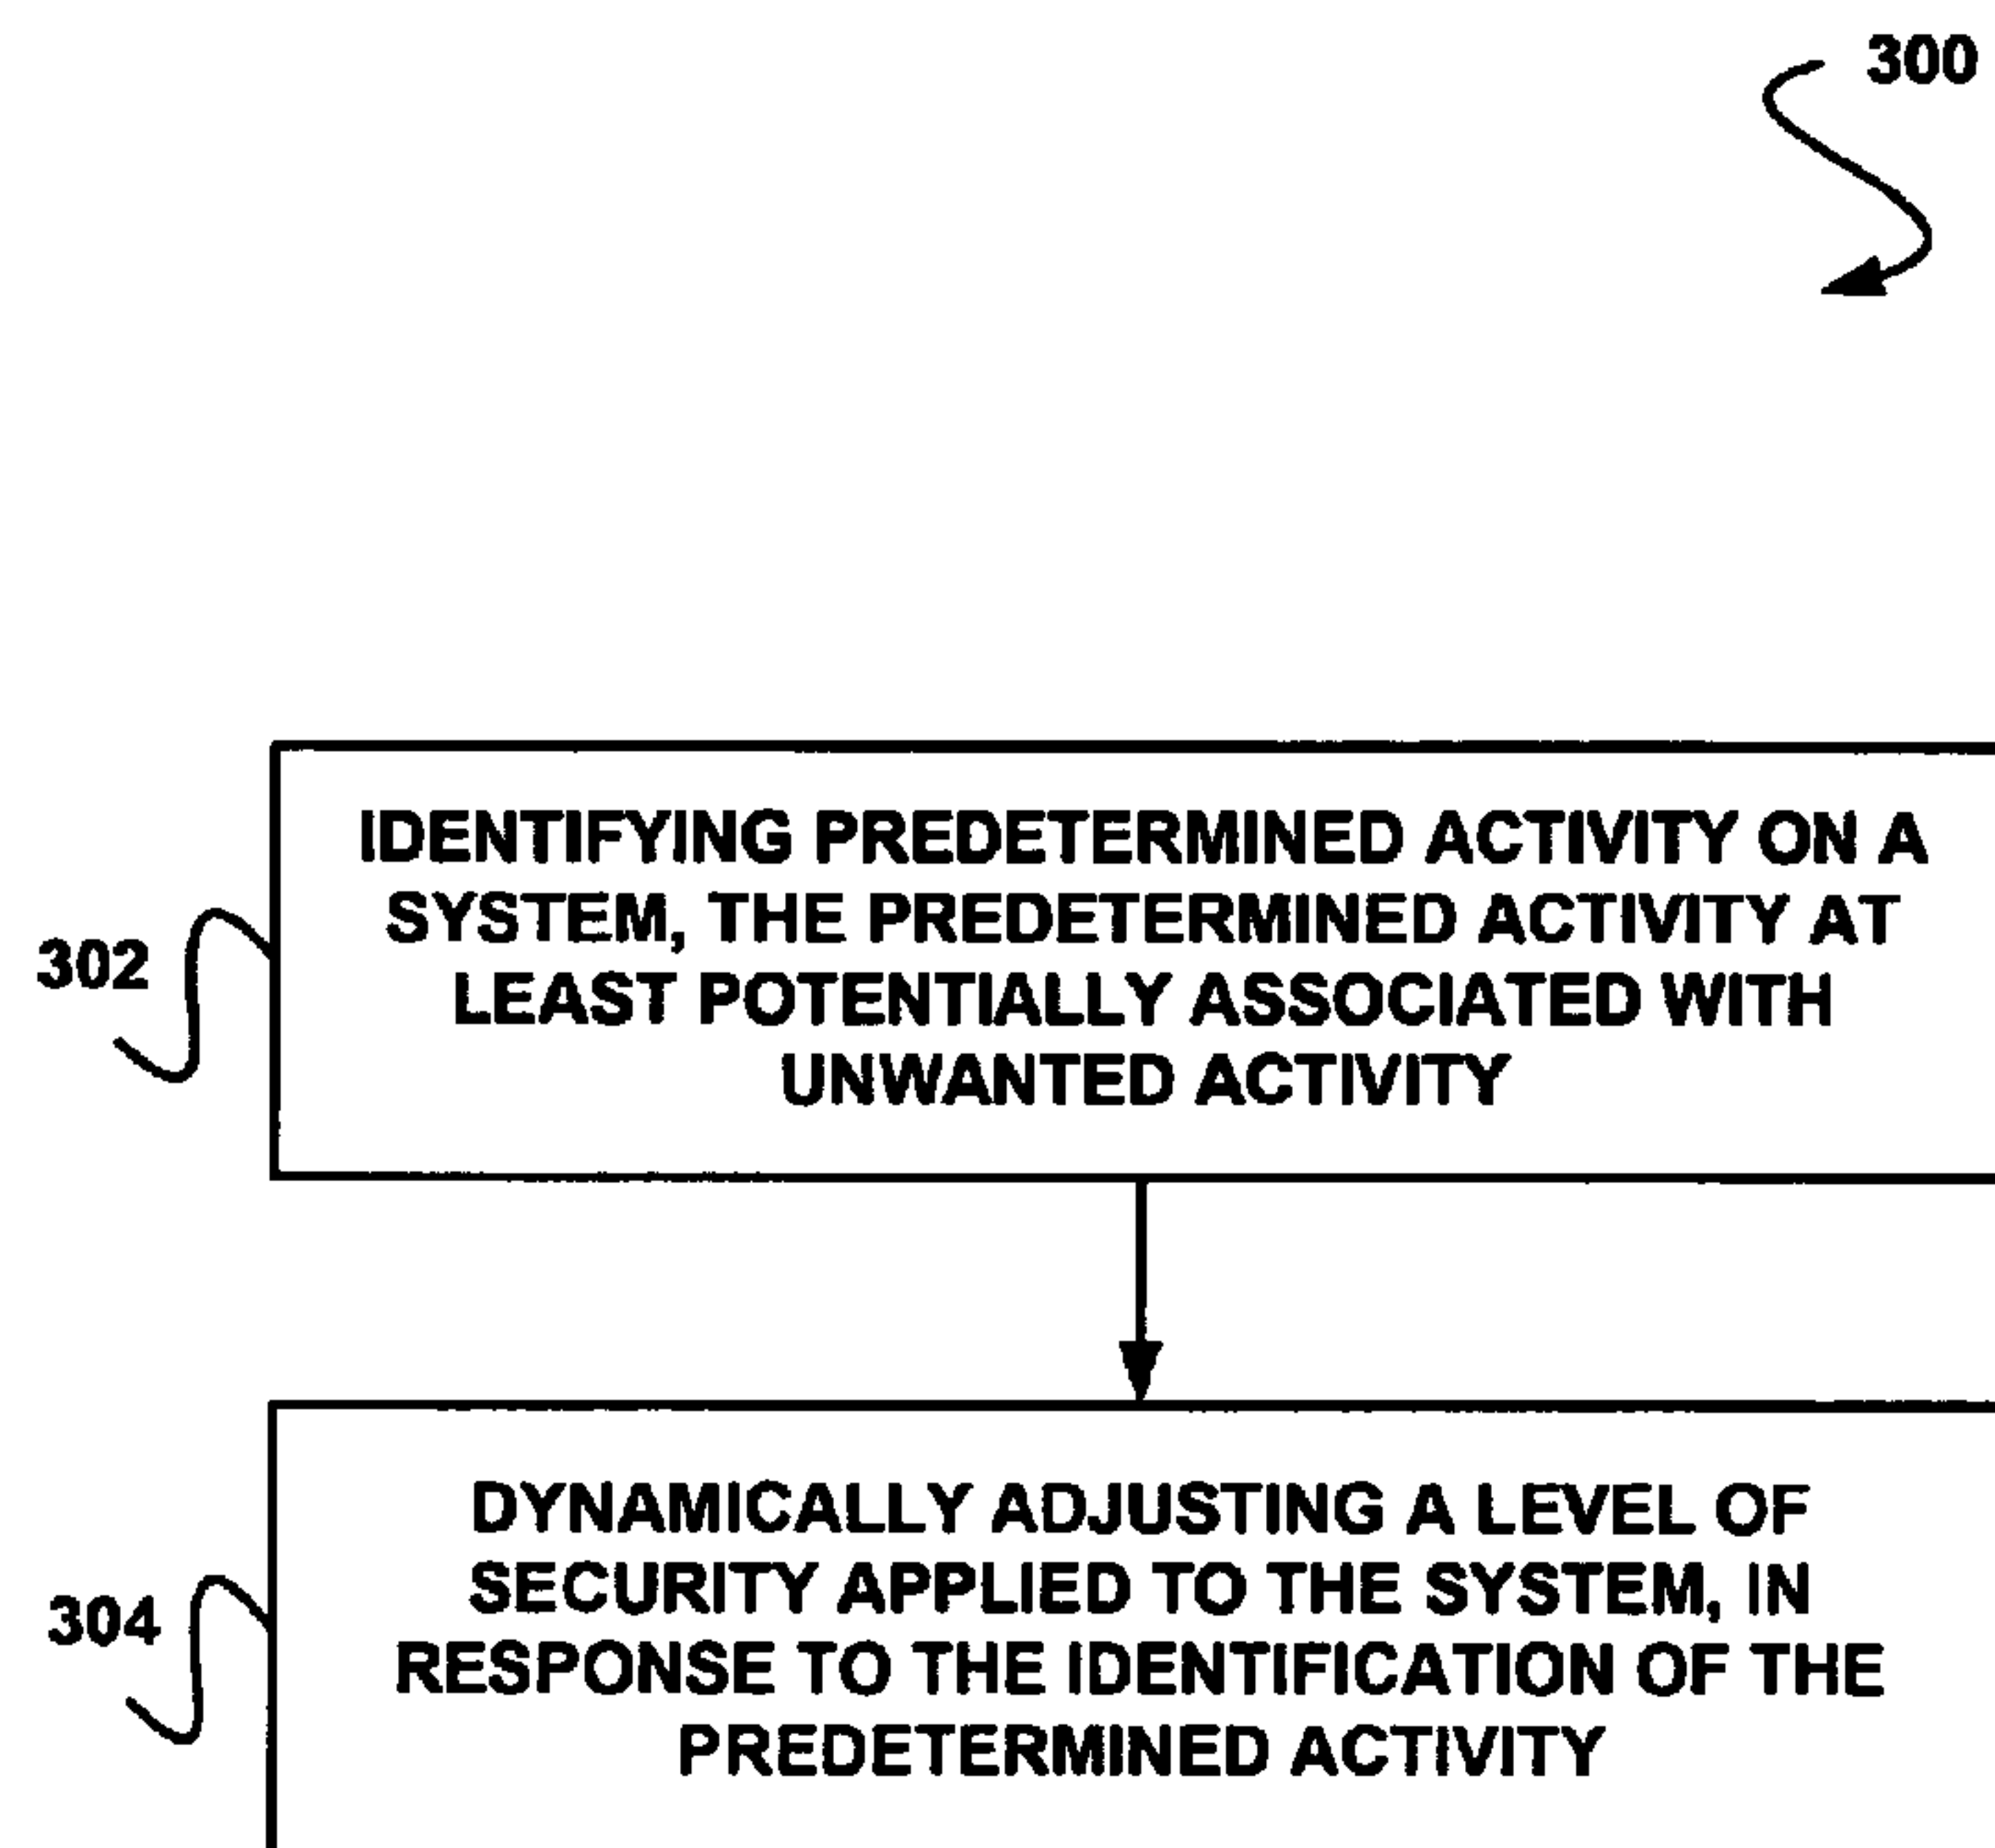 300
IDENTIFYING PREDETERMINED ACTIVITY ON A
SYSTEM, THE PREDETERMINED ACTIVITY AT
LEAST POTENTIALLY ASSOCIATED WITH
UNWANTED ACTIVITY
302
DYNAMICALLY ADJUSTING A LEVEL OF
SECURITY APPLIED TO THE SYSTEM, IN
RESPONSE TO THE IDENTIFICATION OF THE
PREDETERMINED ACTIVITY
304